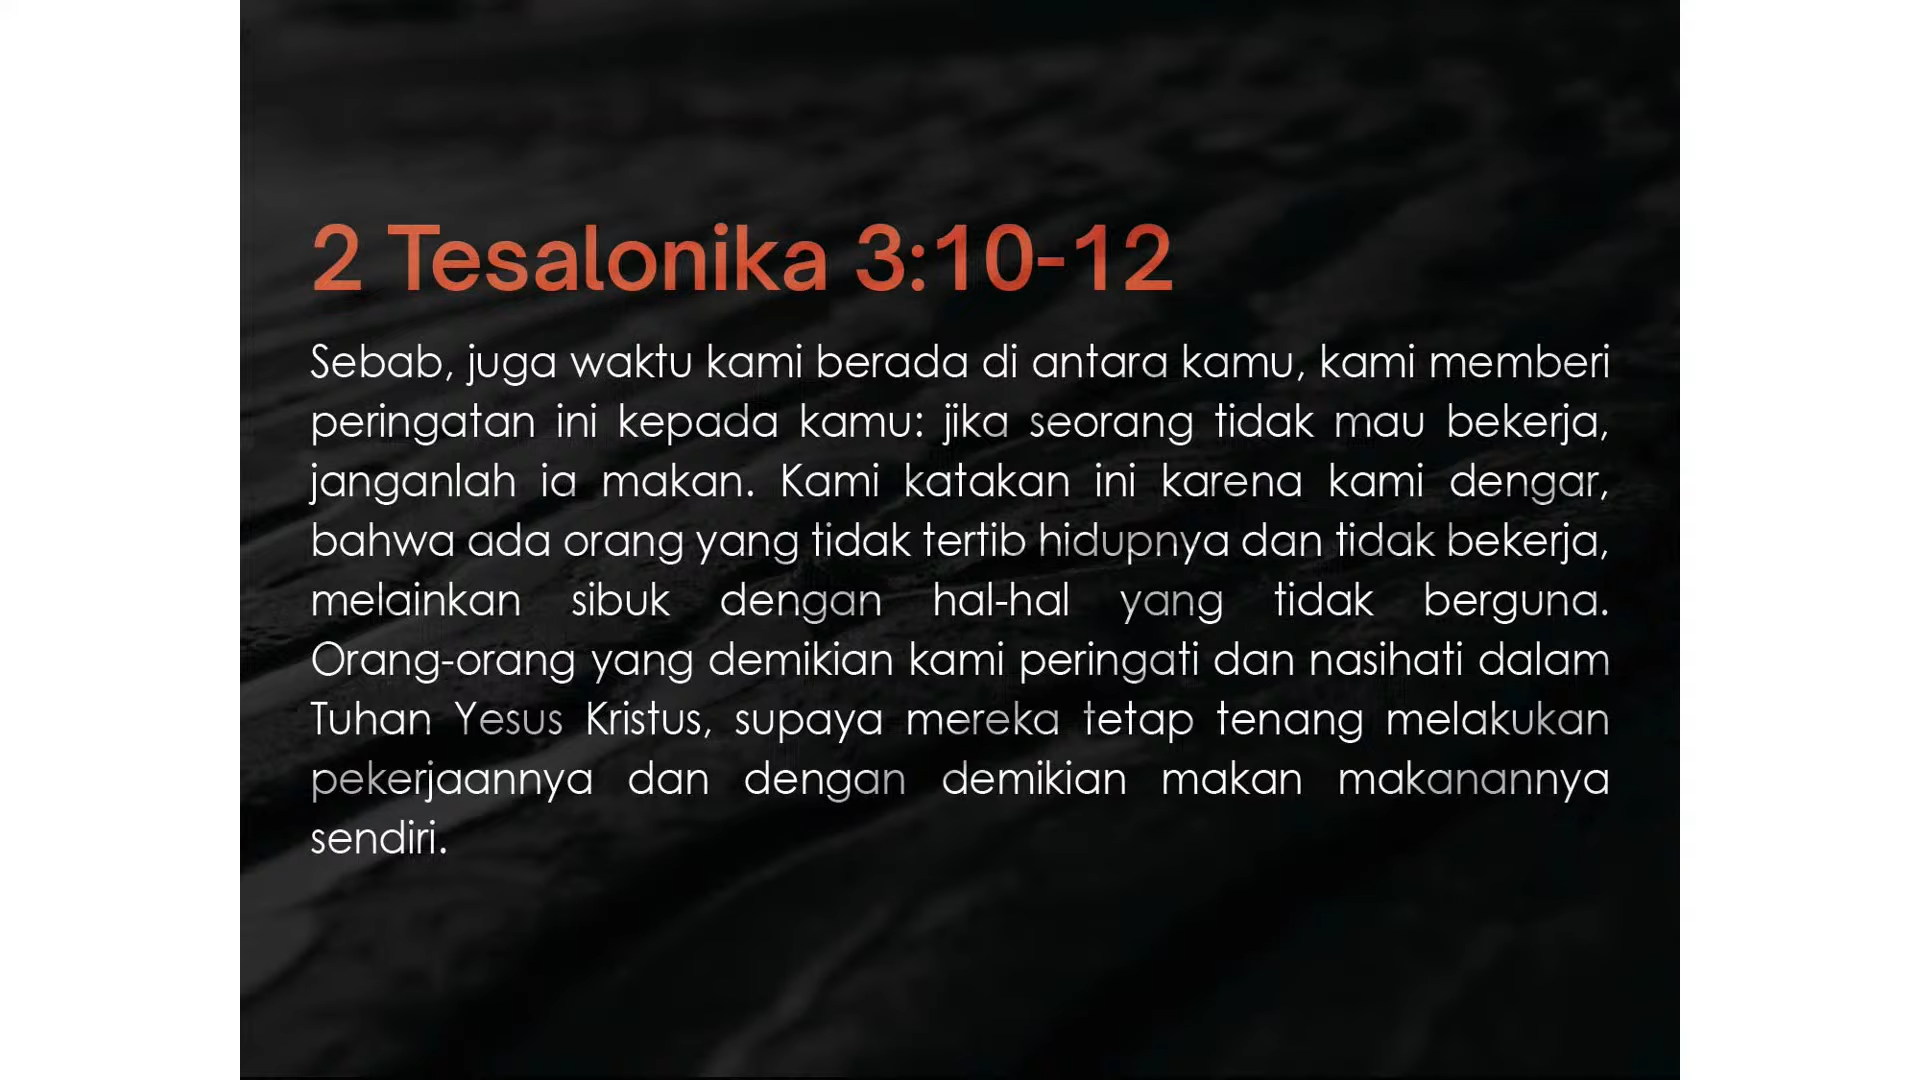 2 Tesalonika 3:10-12
Sebab, juga waktu kami berada di antara kamu, kami memberi
peringatan ini kepada kamu: jika seorang tidak mau bekerja,
janganlah ia makan. Kami katakan ini karena kami dengar,
bahwa ada orang yang tidak tertib hidupnya dan tidak bekerja,
melainkan sibuk dengan hal-hal yang tidak berguna.
Orang-orang yang demikian kami peringati dan nasihati dalam
Tuhan Yesus Kristus, supaya mereka tetap tenang melakukan
pekerjaannya dan dengan demikian makan makanannya
sendiri.